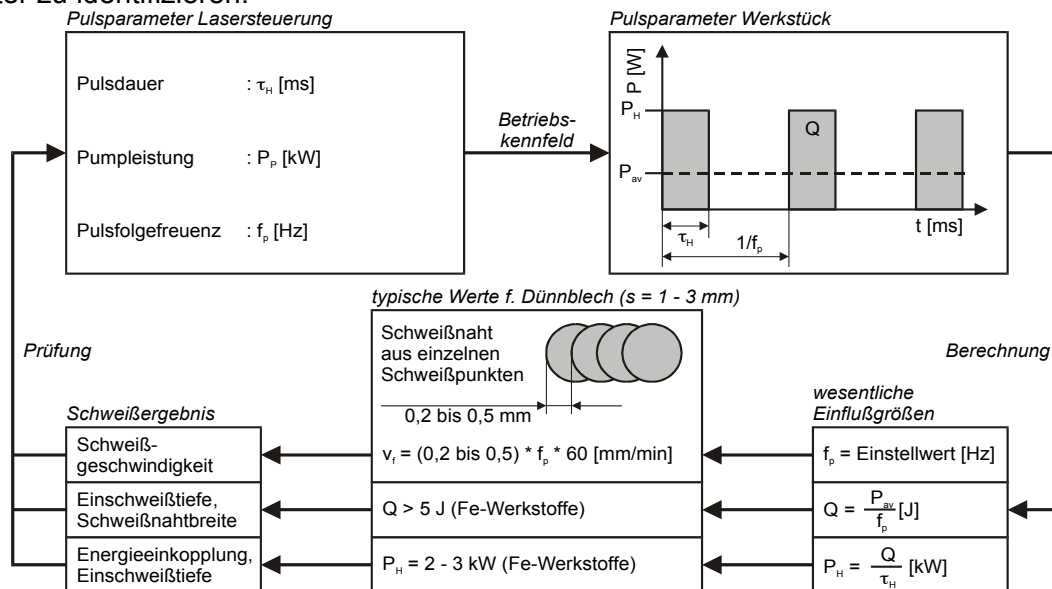 Pulsparameter Lasersteuerung
Pulsdauer : τH [ms]
Pumpleistung : PP [kW]
Pulsfolgefreuenz : fp [Hz]
Betriebs-
kennfeld
Pulsparameter Werkstück
P [W]
PH
Pav
Q
t [ms]
τH
1/fp
typische Werte f. Dünnblech (s = 1 - 3 mm)
Schweißnaht
aus einzelnen
Schweißpunkten
0,2 bis 0,5 mm
vf = (0,2 bis 0,5) * fp * 60 [mm/min]
Q > 5 J (Fe-Werkstoffe)
PH = 2 - 3 kW (Fe-Werkstoffe)
Prüfung
Schweißergebnis
Schweiß-
geschwindigkeit
Einschweißtiefe,
Schweißnahtbreite
Energieeinkopplung,
Einschweißtiefe
Berechnung
wesentliche
Einflußgrößen
fp = Einstellwert [Hz]
Q = Pav/fp [J]
PH = Q/τH [kW]